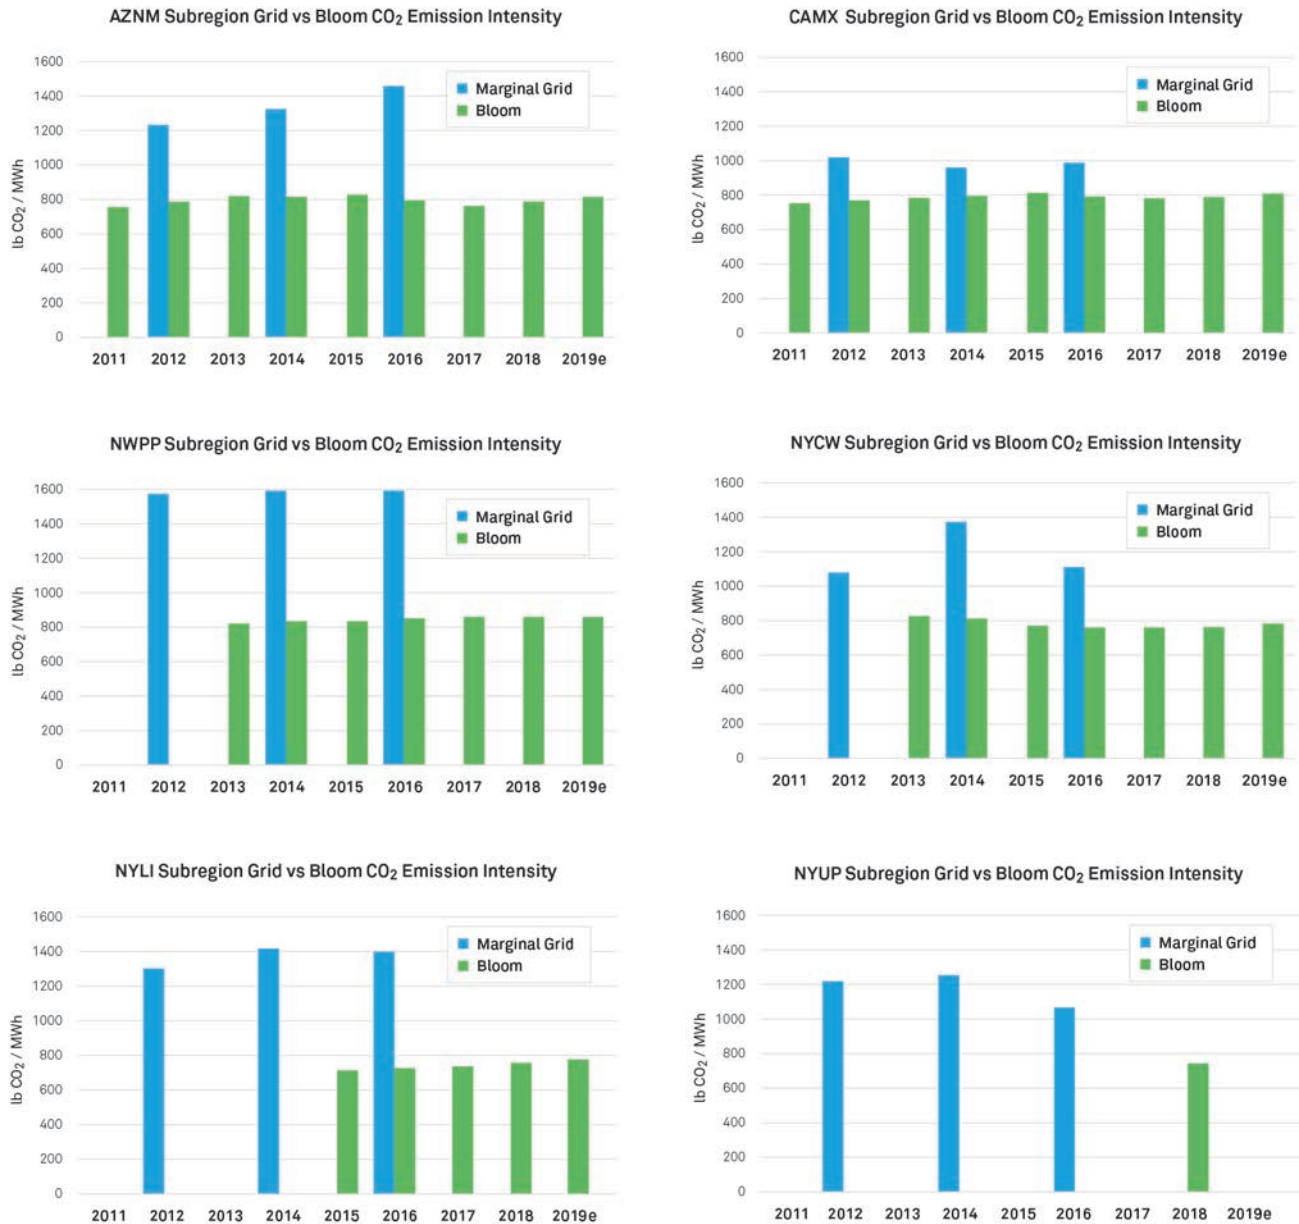 AZNM Subregion Grid vs Bloom CO₂ Emission Intensity
lb CO₂ / MWh
1600
1400
1200
1000
800
600
400
200
0
Marginal Grid
Bloom
2011 2012 2013 2014 2015 2016 2017 2018 2019e
CAMX Subregion Grid vs Bloom CO₂ Emission Intensity
lb CO₂ / MWh
1600
1400
1200
1000
800
600
400
200
0
Marginal Grid
Bloom
2011 2012 2013 2014 2015 2016 2017 2018 2019e
NWPP Subregion Grid vs Bloom CO₂ Emission Intensity
lb CO₂ / MWh
1600
1400
1200
1000
800
600
400
200
0
Marginal Grid
Bloom
2011 2012 2013 2014 2015 2016 2017 2018 2019e
NYCW Subregion Grid vs Bloom CO₂ Emission Intensity
lb CO₂ / MWh
1600
1400
1200
1000
800
600
400
200
0
Marginal Grid
Bloom
2011 2012 2013 2014 2015 2016 2017 2018 2019e
NYLI Subregion Grid vs Bloom CO₂ Emission Intensity
lb CO₂ / MWh
1600
1400
1200
1000
800
600
400
200
0
Marginal Grid
Bloom
2011 2012 2013 2014 2015 2016 2017 2018 2019e
NYUP Subregion Grid vs Bloom CO₂ Emission Intensity
lb CO₂ / MWh
1600
1400
1200
1000
800
600
400
200
0
Marginal Grid
Bloom
2011 2012 2013 2014 2015 2016 2017 2018 2019e